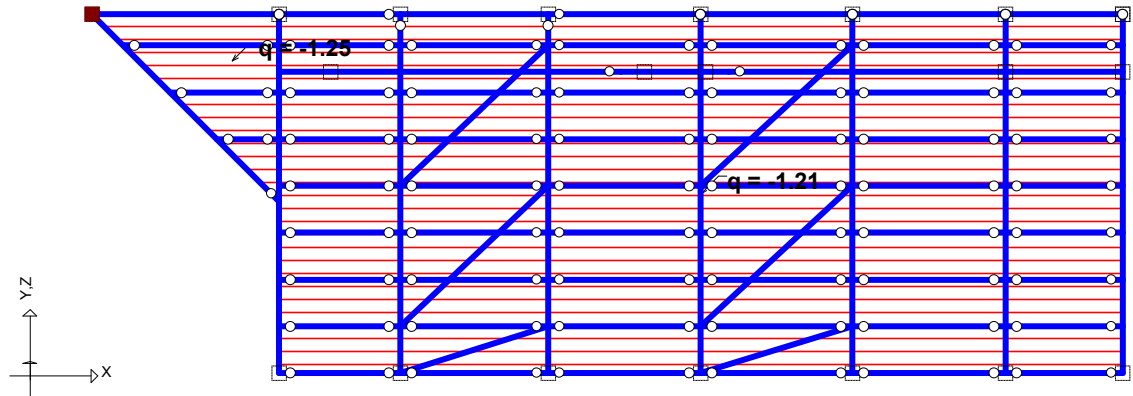 q = -1.25
q = -1.21
Y,Z
X